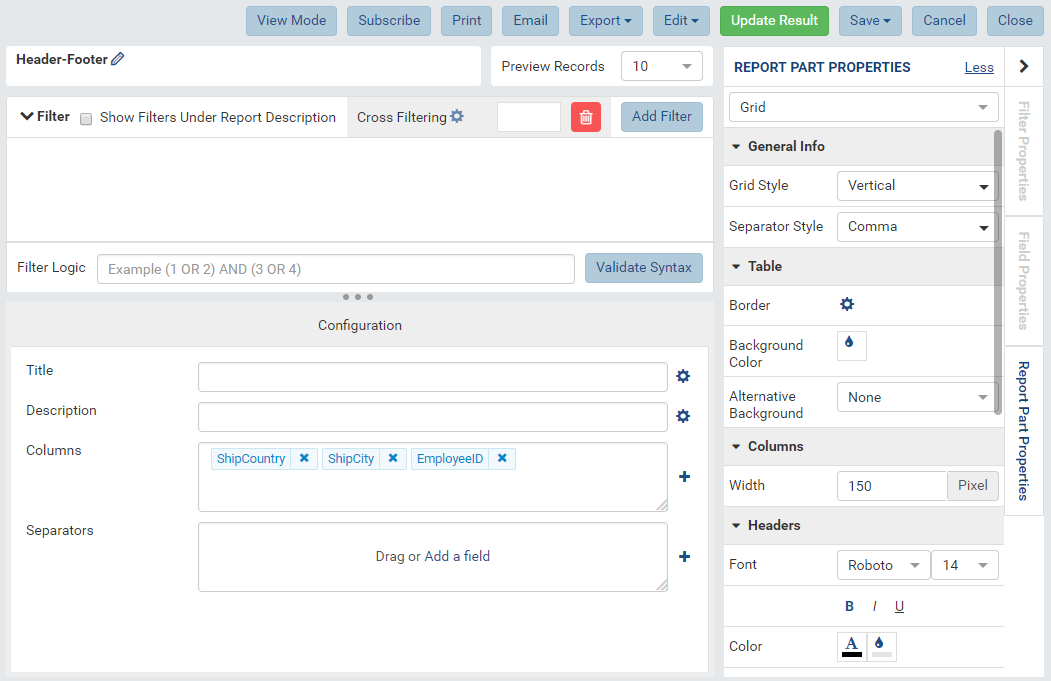 View Mode
Subscribe
Print
Email
Export
Edit
Update Result
Save
Cancel
Close
Header-Footer
Preview Records
10
Filter
Show Filters Under Report Description
Cross Filtering
Add Filter
Filter Logic
Example (1 OR 2) AND (3 OR 4)
Validate Syntax
Configuration
Title
Description
Columns
ShipCountry
ShipCity
EmployeeID
Separators
Drag or Add a field
REPORT PART PROPERTIES
Less
Grid
General Info
Grid Style
Vertical
Separator Style
Comma
Table
Border
Background
Color
Alternative
Background
None
Columns
Width
150
Pixel
Headers
Font
Roboto
14
B
I
U
Color
A
Filter Properties
Field Properties
Report Part Properties